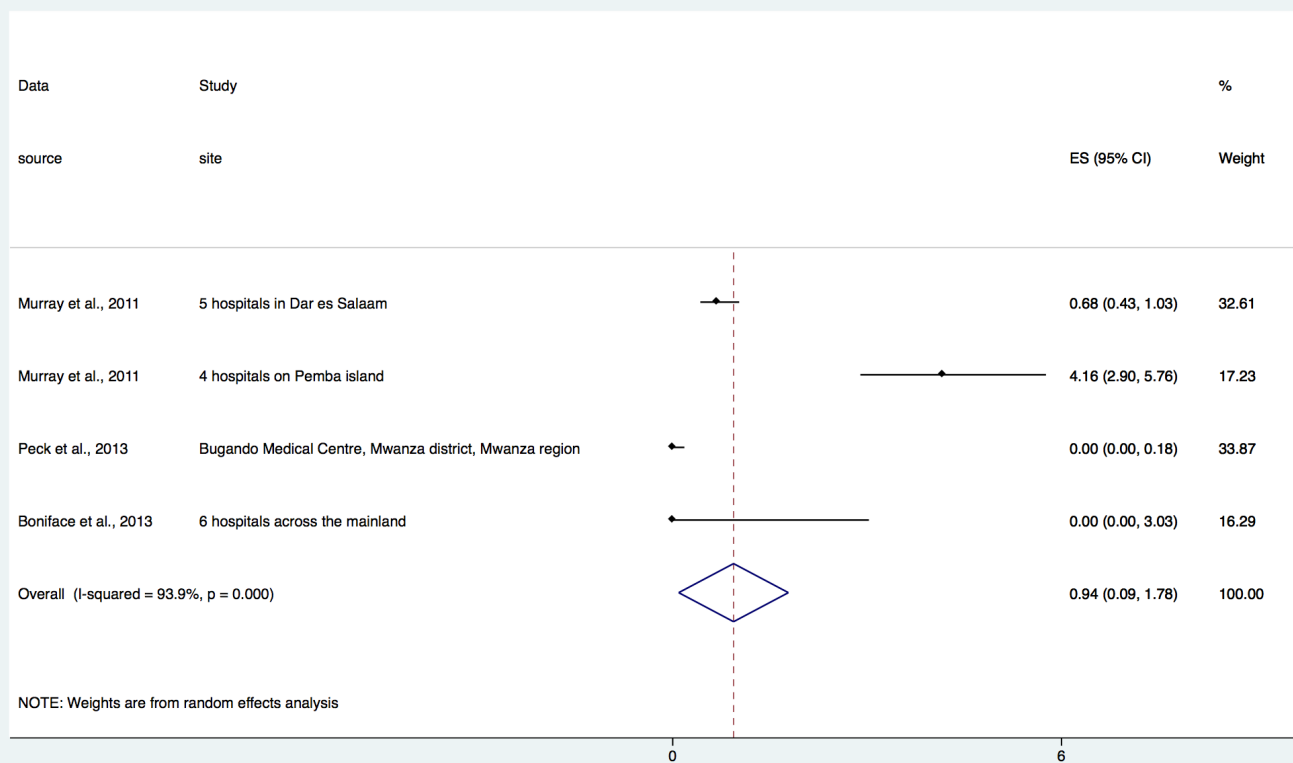 Data Study %
source site ES (95% CI) Weight
Murray et al., 2011 5 hospitals in Dar es Salaam 0.68 (0.43, 1.03) 32.61
Murray et al., 2011 4 hospitals on Pemba island 4.16 (2.90, 5.76) 17.23
Peck et al., 2013 Bugando Medical Centre, Mwanza district, Mwanza region 0.00 (0.00, 0.18) 33.87
Boniface et al., 2013 6 hospitals across the mainland 0.00 (0.00, 3.03) 16.29
Overall (I-squared = 93.9%, p = 0.000) 0.94 (0.09, 1.78) 100.00
NOTE: Weights are from random effects analysis
0 6